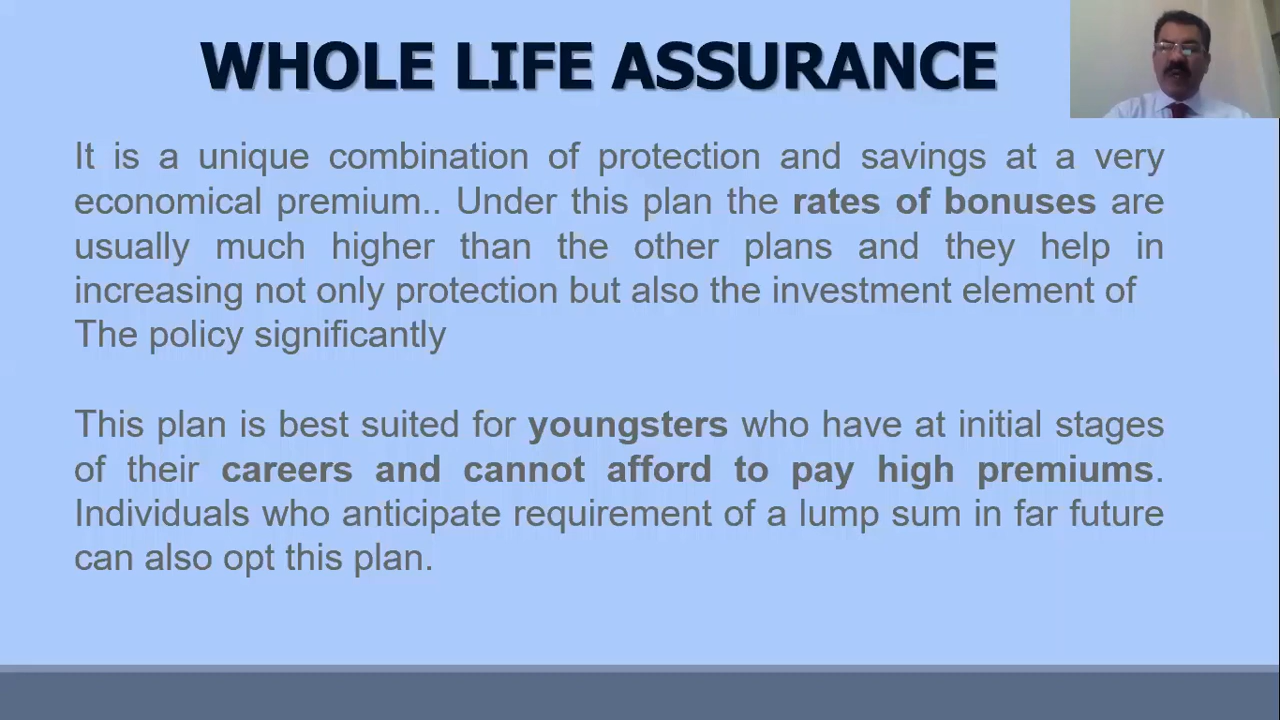 WHOLE LIFE ASSURANCE
It is a unique combination of protection and savings at a very
economical premium.. Under this plan the rates of bonuses are
usually much higher than the other plans and they help in
increasing not only protection but also the investment element of
The policy significantly
This plan is best suited for youngsters who have at initial stages
of their careers and cannot afford to pay high premiums.
Individuals who anticipate requirement of a lump sum in far future
can also opt this plan.